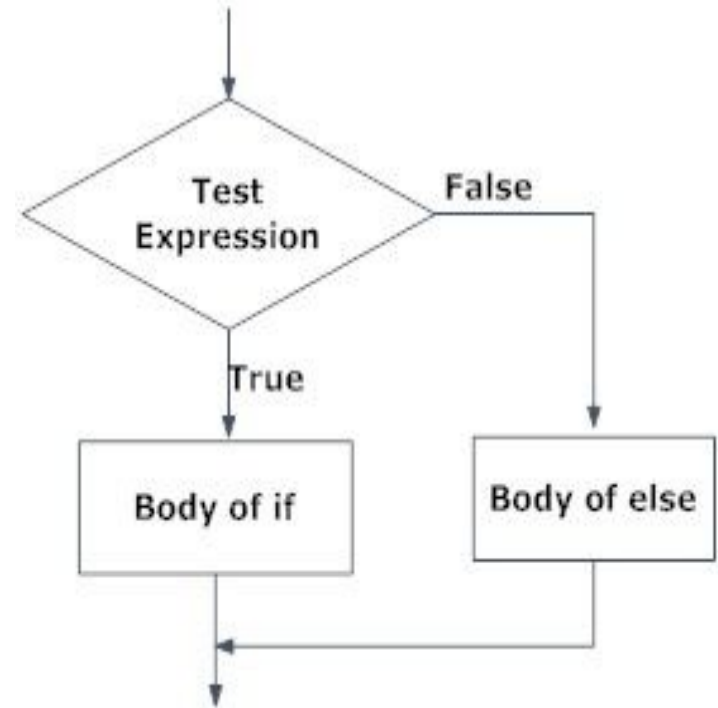 Test
Expression
False
True
Body of if
Body of else